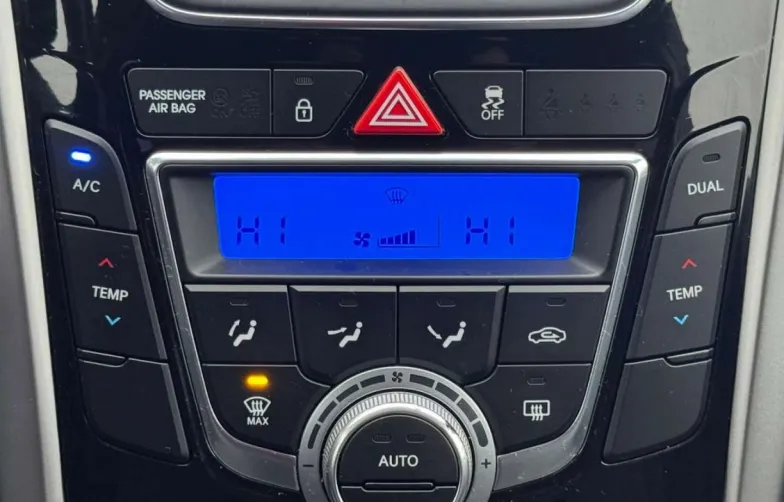 PASSENGER
AIR BAG
OFF
A/C
DUAL
HI
HI
TEMP
TEMP
MAX
AUTO
- +